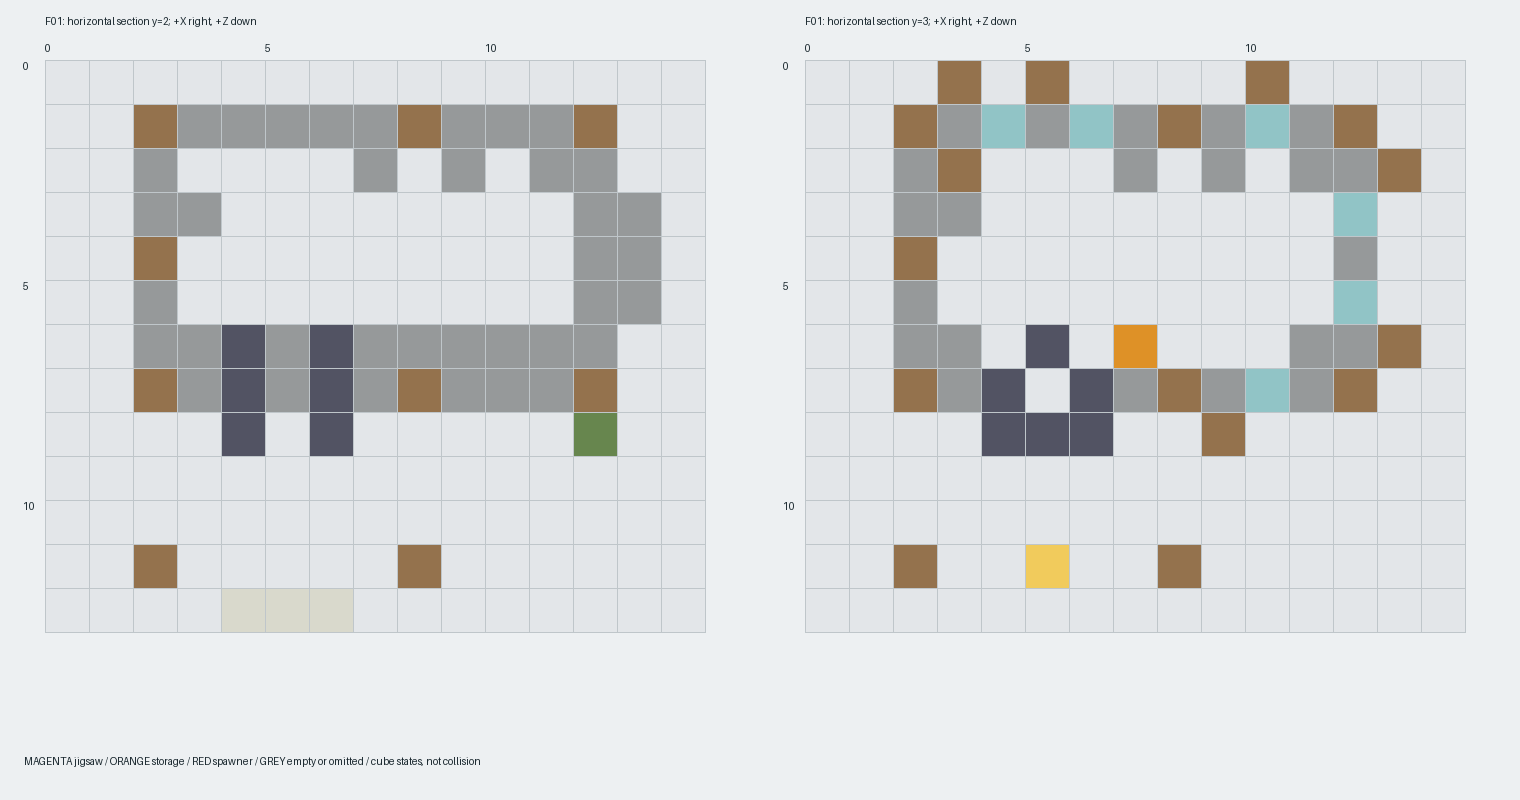 F01: horizontal section y=2; +X right, +Z down
F01: horizontal section y=3; +X right, +Z down
0 5 10
0 5 10
0
0
5
5
10
10
MAGENTA jigsaw / ORANGE storage / RED spawner / GREY empty or omitted / cube states, not collision